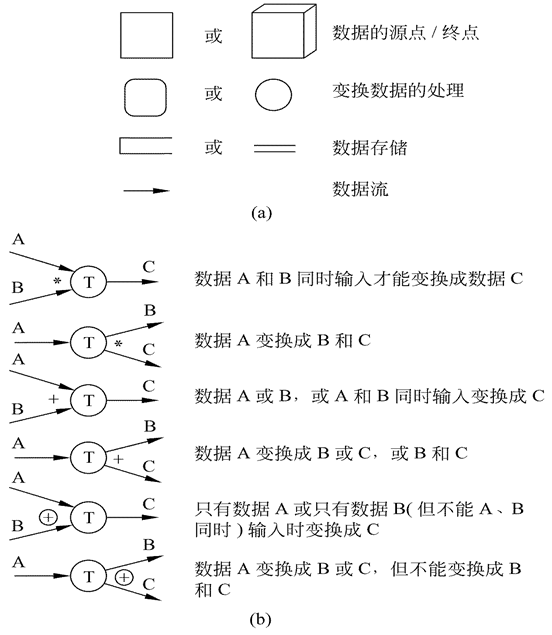 或 数据的源点 / 终点
或 变换数据的处理
或 数据存储
数据流
(a)
A
B * T C 数据 A 和 B 同时输入才能变换成数据 C
A T * B C 数据 A 变换成 B 和 C
A
B + T C 数据 A 或 B，或 A 和 B 同时输入变换成 C
A T + B C 数据 A 变换成 B 或 C，或 B 和 C
A
B + T C 只有数据 A 或只有数据 B( 但不能 A、B
同时 ) 输入时变换成 C
A T + B C 数据 A 变换成 B 或 C，但不能变换成 B
和 C
(b)